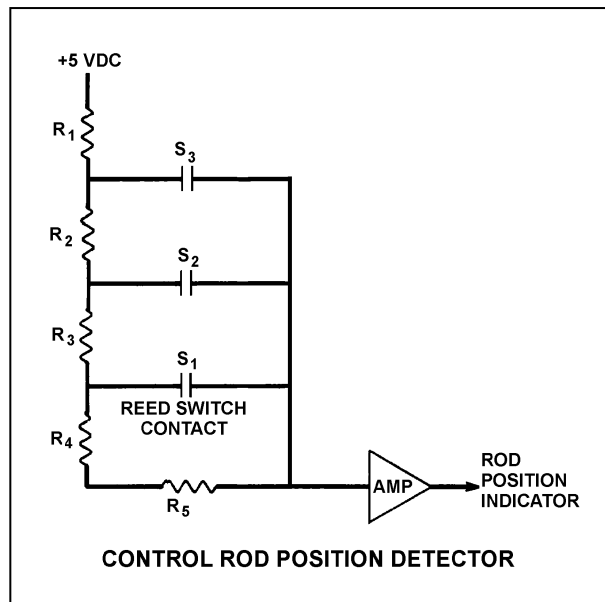 +5 VDC
R1
S3
R2
S2
R3
S1
REED SWITCH
CONTACT
R4
R5
AMP
ROD
POSITION
INDICATOR
CONTROL ROD POSITION DETECTOR